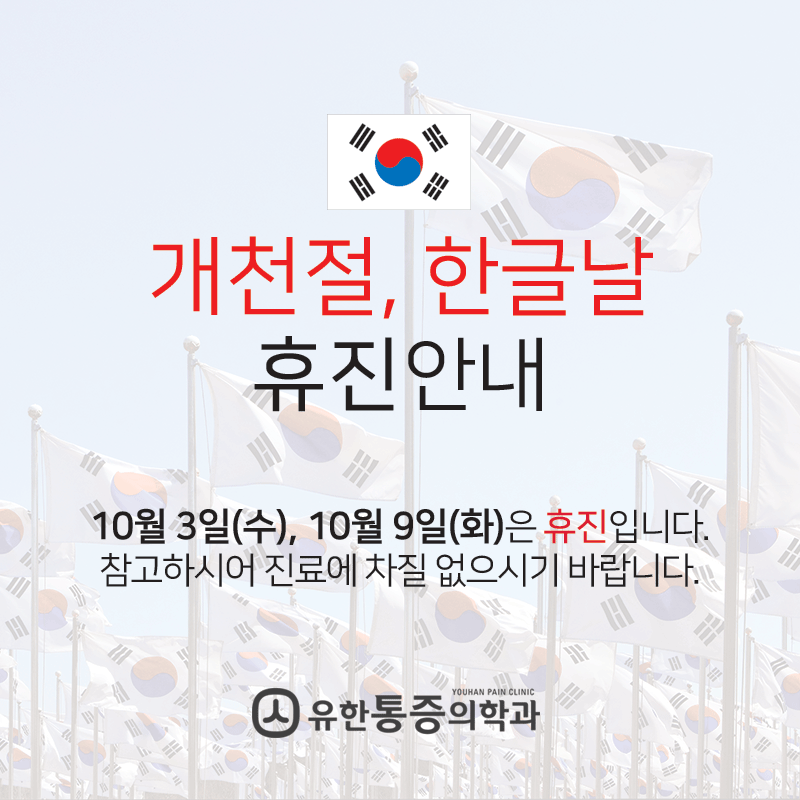 개천절, 한글날
휴진안내
10월 3일(수), 10월 9일(화)은 휴진입니다.
참고하시어 진료에 차질 없으시기 바랍니다.
YOUHAN PAIN CLINIC
유한통증의학과